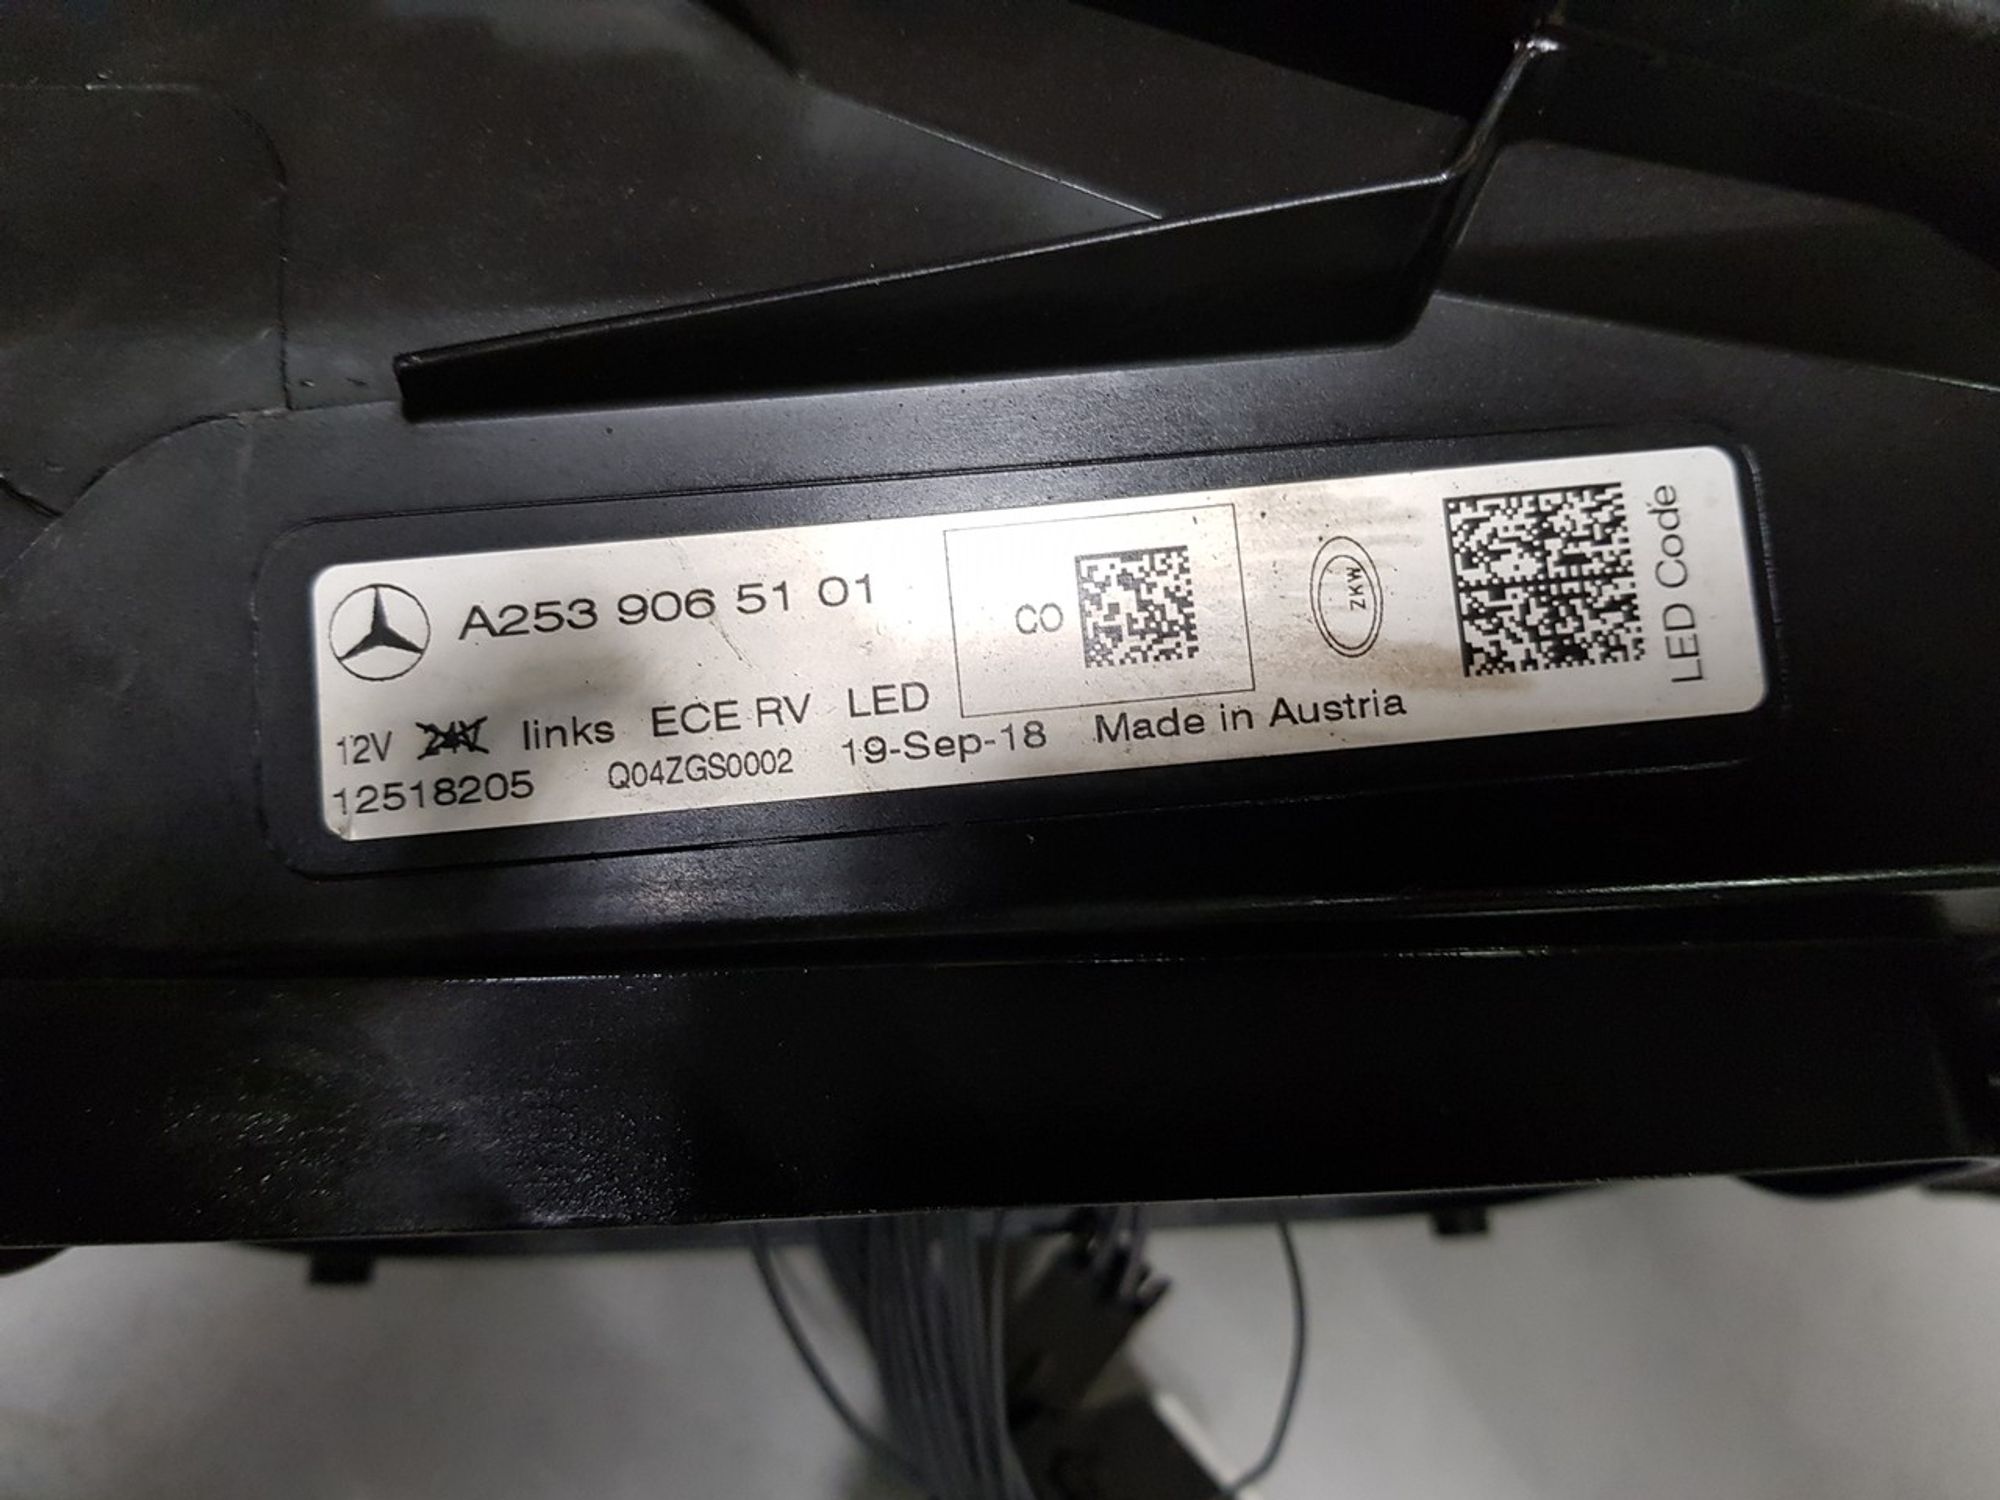 A253 906 51 01
CO
ZKW
LED Code
12V 24V links ECE RV LED
12518205 Q04ZGS0002 19-Sep-18 Made in Austria